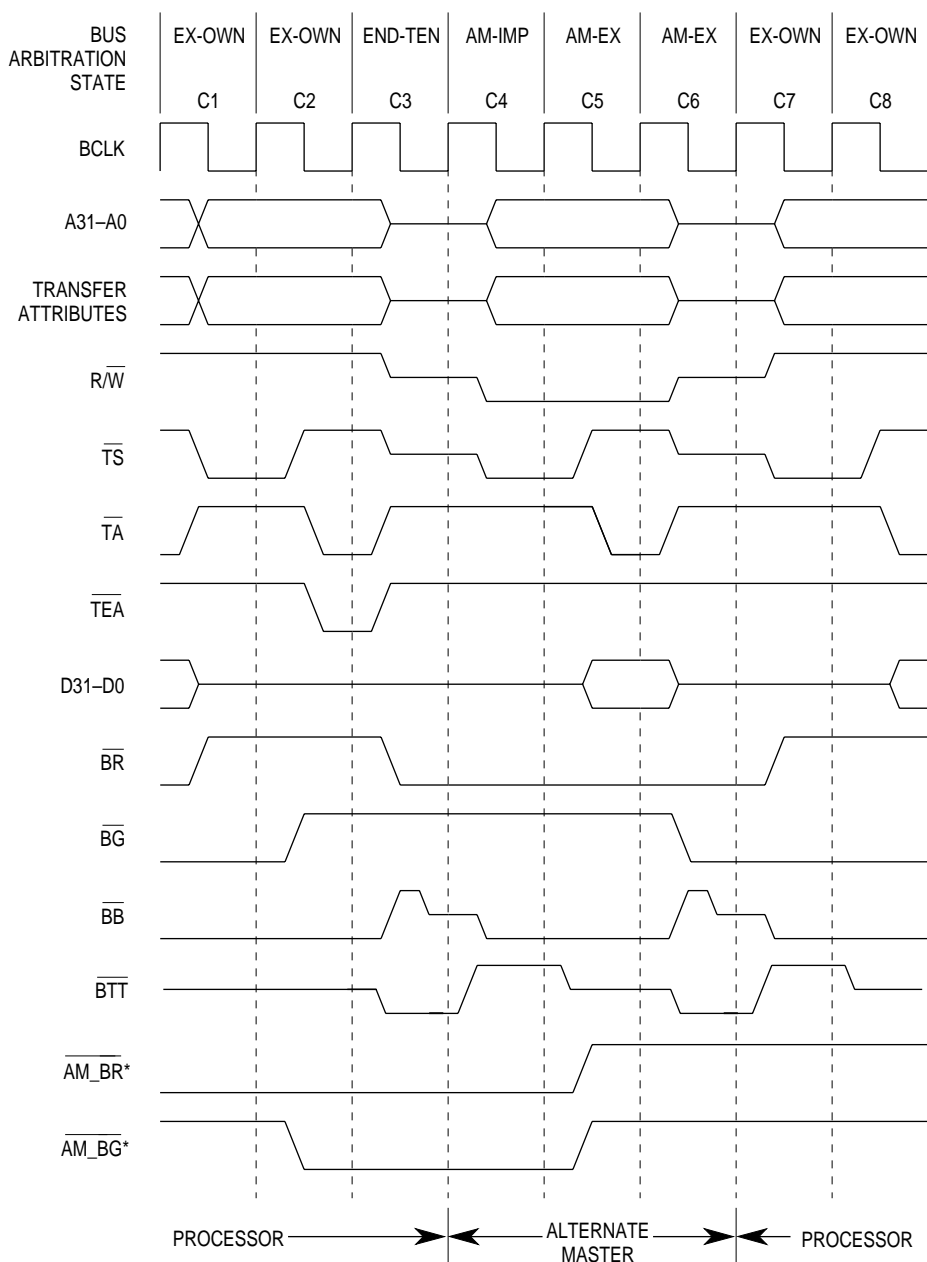 BUS
ARBITRATION
STATE
EX-OWN EX-OWN END-TEN AM-IMP AM-EX AM-EX EX-OWN EX-OWN
C1 C2 C3 C4 C5 C6 C7 C8
BCLK
A31–A0
TRANSFER
ATTRIBUTES
R/W
TS
TA
TEA
D31–D0
BR
BG
BB
BTT
AM_BR*
AM_BG*
PROCESSOR ALTERNATE
MASTER PROCESSOR